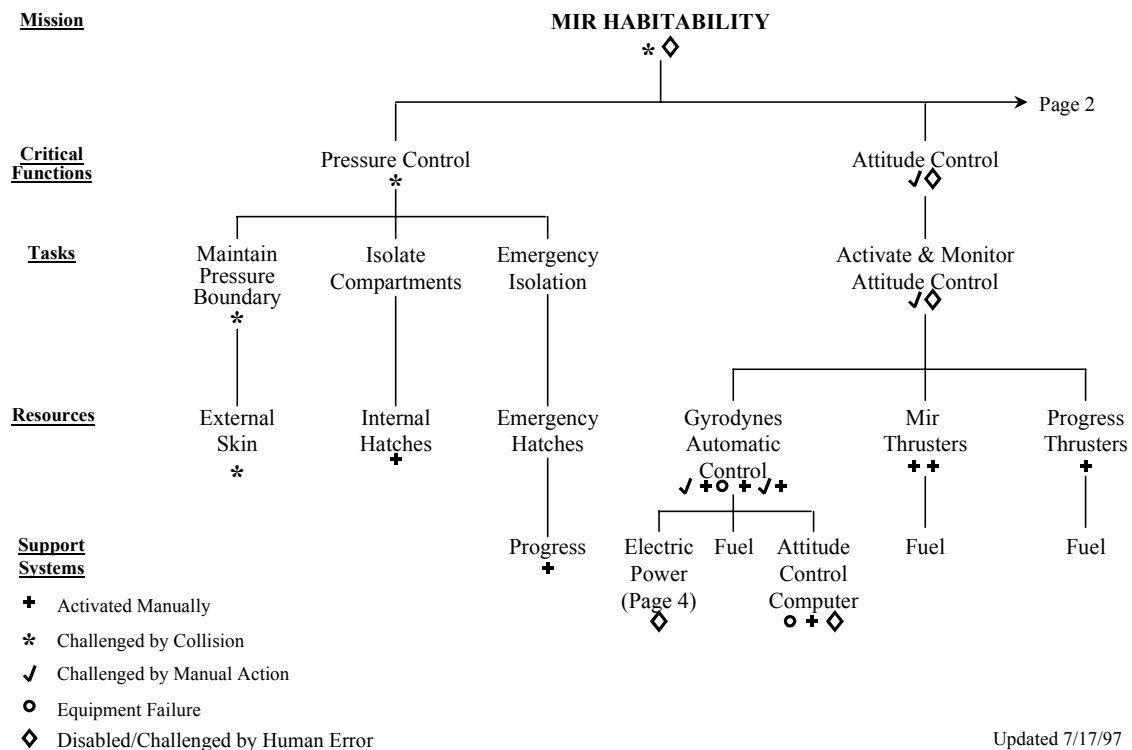 Mission
MIR HABITABILITY
* ◇
Page 2
Critical
Functions
Pressure Control
*
Attitude Control
✓◇
Tasks
Maintain
Pressure
Boundary
*
Isolate
Compartments
Emergency
Isolation
Activate & Monitor
Attitude Control
✓◇
Resources
External
Skin
*
Internal
Hatches
+
Emergency
Hatches
Gyrodynes
Automatic
Control
✓ + o + ✓ +
Mir
Thrusters
+ +
Progress
Thrusters
+
Support
Systems
Progress
+
Electric
Power
(Page 4)
◇
Fuel
Attitude
Control
Computer
o + ◇
Fuel
Fuel
+ Activated Manually
* Challenged by Collision
✓ Challenged by Manual Action
o Equipment Failure
◇ Disabled/Challenged by Human Error
Updated 7/17/97